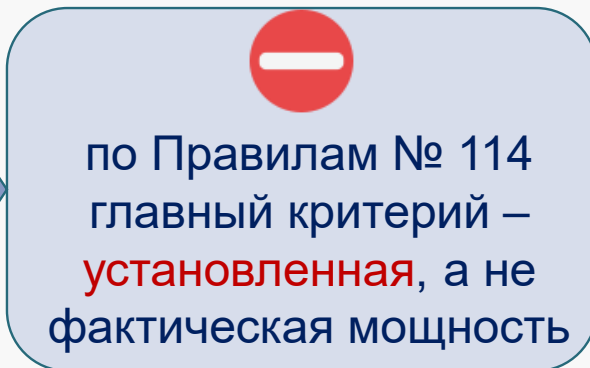 по Правилам № 114
главный критерий –
установленная, а не
фактическая мощность